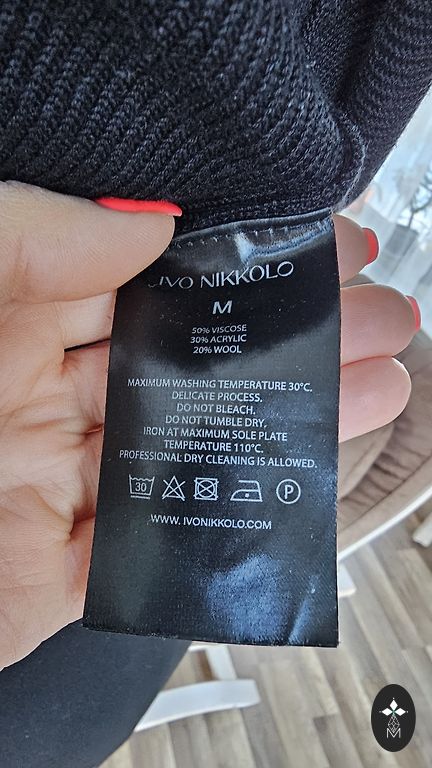 IVO NIKKOLO
M
50% VISCOSE
30% ACRYLIC
20% WOOL
MAXIMUM WASHING TEMPERATURE 30°C.
DELICATE PROCESS.
DO NOT BLEACH.
DO NOT TUMBLE DRY.
IRON AT MAXIMUM SOLE PLATE
TEMPERATURE 110°C.
PROFESSIONAL DRY CLEANING IS ALLOWED.
30 P
WWW. IVONIKKOLO.COM
M